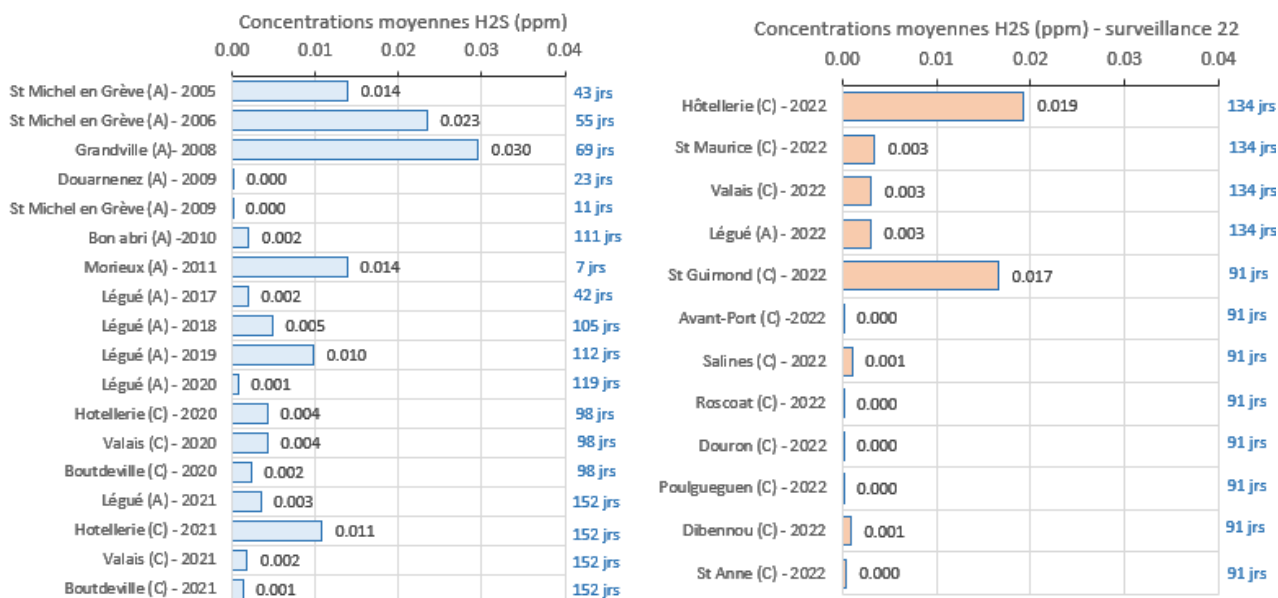 Concentrations moyennes H2S (ppm)
0.00 0.01 0.02 0.03 0.04
St Michel en Grève (A) - 2005 0.014 43 jrs
St Michel en Grève (A) - 2006 0.023 55 jrs
Grandville (A)- 2008 0.030 69 jrs
Douarnenez (A) - 2009 0.000 23 jrs
St Michel en Grève (A) - 2009 0.000 11 jrs
Bon abri (A) -2010 0.002 111 jrs
Morieux (A) - 2011 0.014 7 jrs
Légué (A) - 2017 0.002 42 jrs
Légué (A) - 2018 0.005 105 jrs
Légué (A) - 2019 0.010 112 jrs
Légué (A) - 2020 0.001 119 jrs
Hotellerie (C) - 2020 0.004 98 jrs
Valais (C) - 2020 0.004 98 jrs
Boutdeville (C) - 2020 0.002 98 jrs
Légué (A) - 2021 0.003 152 jrs
Hotellerie (C) - 2021 0.011 152 jrs
Valais (C) - 2021 0.002 152 jrs
Boutdeville (C) - 2021 0.001 152 jrs
Concentrations moyennes H2S (ppm) - surveillance 22
0.00 0.01 0.02 0.03 0.04
Hôtellerie (C) - 2022 0.019 134 jrs
St Maurice (C) - 2022 0.003 134 jrs
Valais (C) - 2022 0.003 134 jrs
Légué (A) - 2022 0.003 134 jrs
St Guimond (C) - 2022 0.017 91 jrs
Avant-Port (C) -2022 0.000 91 jrs
Salines (C) - 2022 0.001 91 jrs
Roscoat (C) - 2022 0.000 91 jrs
Douron (C) - 2022 0.000 91 jrs
Poulgueguen (C) - 2022 0.000 91 jrs
Dibennou (C) - 2022 0.001 91 jrs
St Anne (C) - 2022 0.000 91 jrs